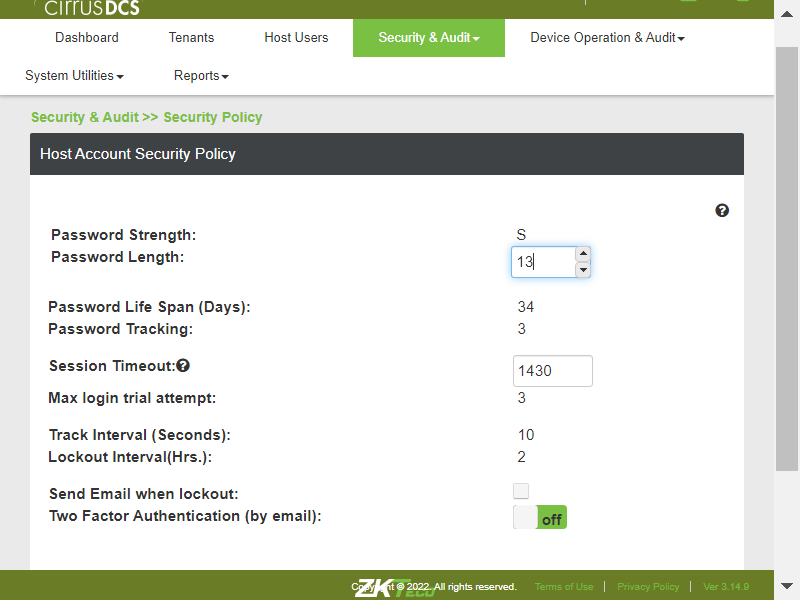 cirrusDCS
Dashboard Tenants Host Users Security & Audit Device Operation & Audit
System Utilities Reports
Security & Audit >> Security Policy
Host Account Security Policy
Password Strength: S
Password Length: 13
Password Life Span (Days): 34
Password Tracking: 3
Session Timeout: 1430
Max login trial attempt: 3
Track Interval (Seconds): 10
Lockout Interval(Hrs.): 2
Send Email when lockout:
Two Factor Authentication (by email): off
ZKTeco © 2022. All rights reserved. Terms of Use | Privacy Policy | Ver 3.14.9